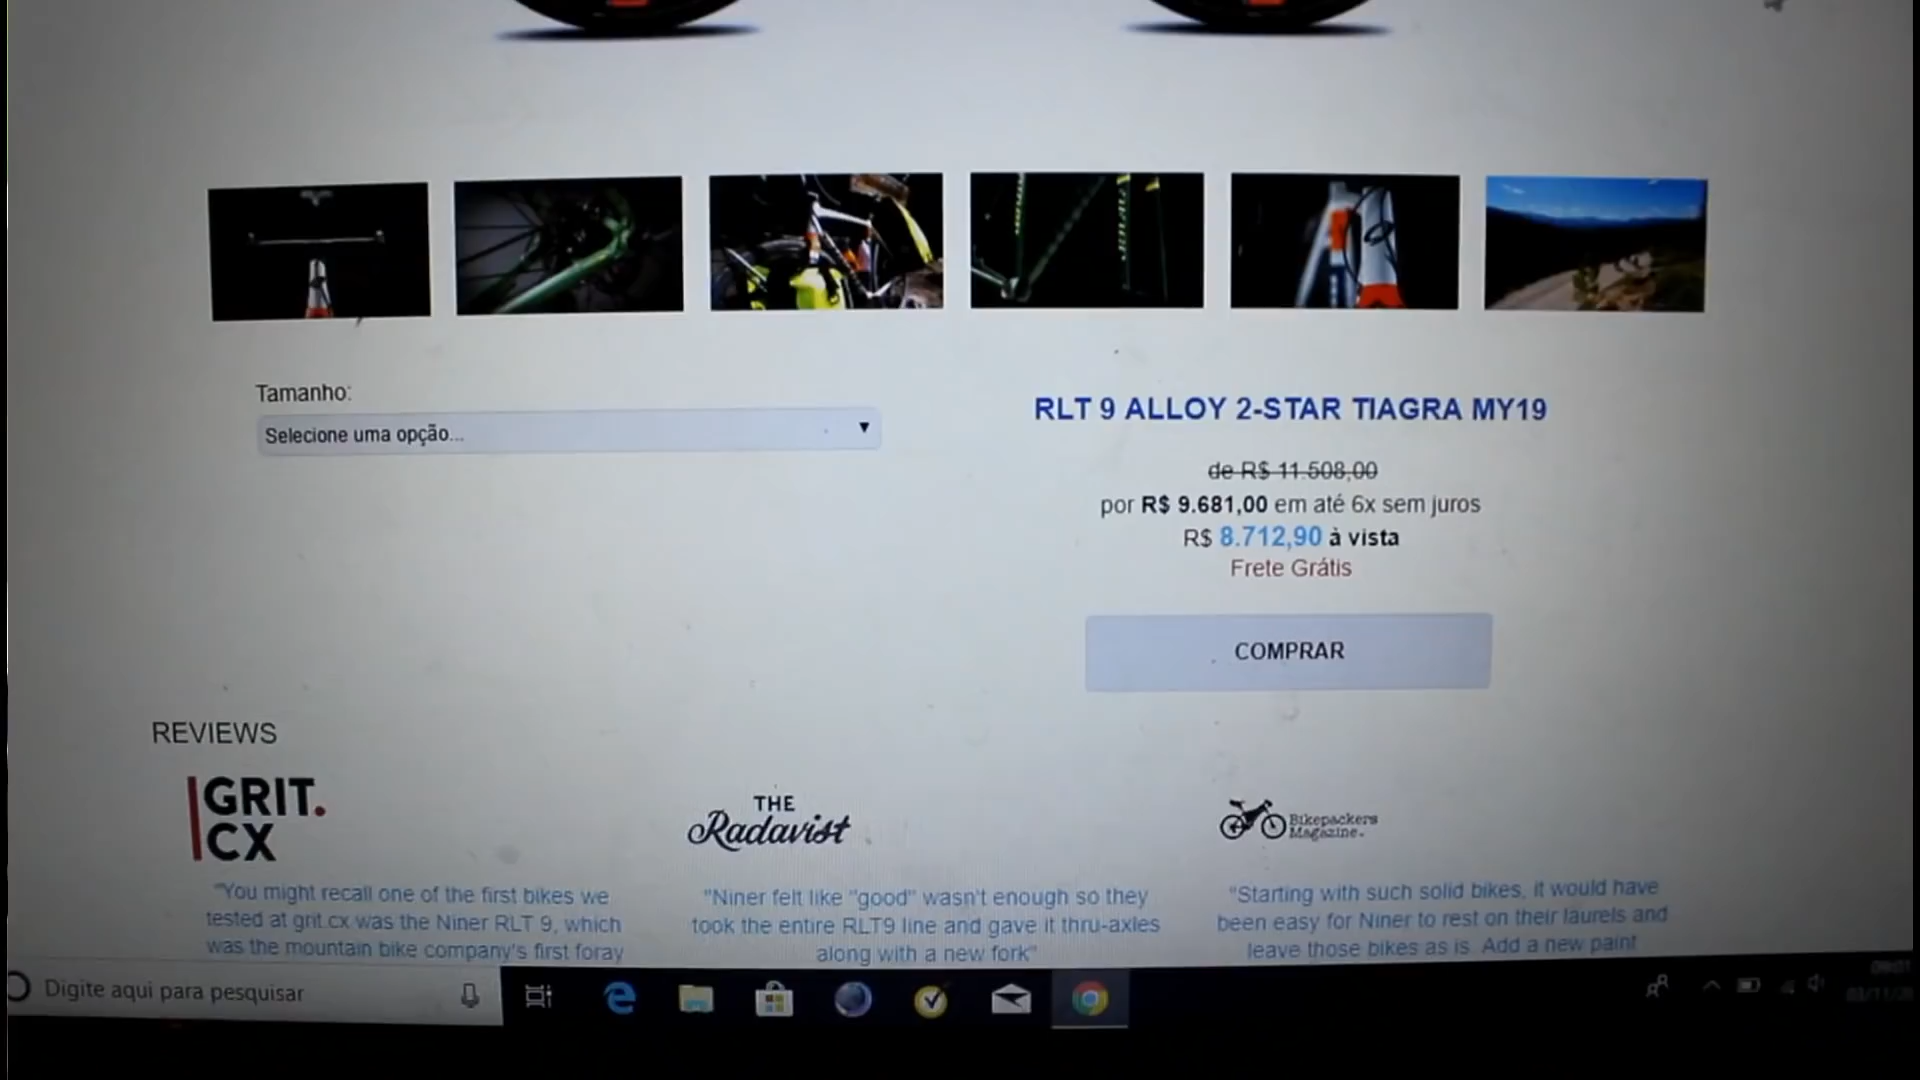 Tamanho:
Selecione uma opção...
RLT 9 ALLOY 2-STAR TIAGRA MY19
de R$ 11.508,00
por R$ 9.681,00 em até 6x sem juros
R$ 8.712,90 à vista
Frete Grátis
COMPRAR
REVIEWS
GRIT.
CX
"You might recall one of the first bikes we
tested at grit.cx was the Niner RLT 9, which
was the mountain bike company's first foray
THE
Radavist
"Niner felt like "good" wasn't enough so they
took the entire RLT9 line and gave it thru-axles
along with a new fork"
Bikepackers
Magazine.
"Starting with such solid bikes, it would have
been easy for Niner to rest on their laurels and
leave those bikes as is. Add a new paint
Digite aqui para pesquisar